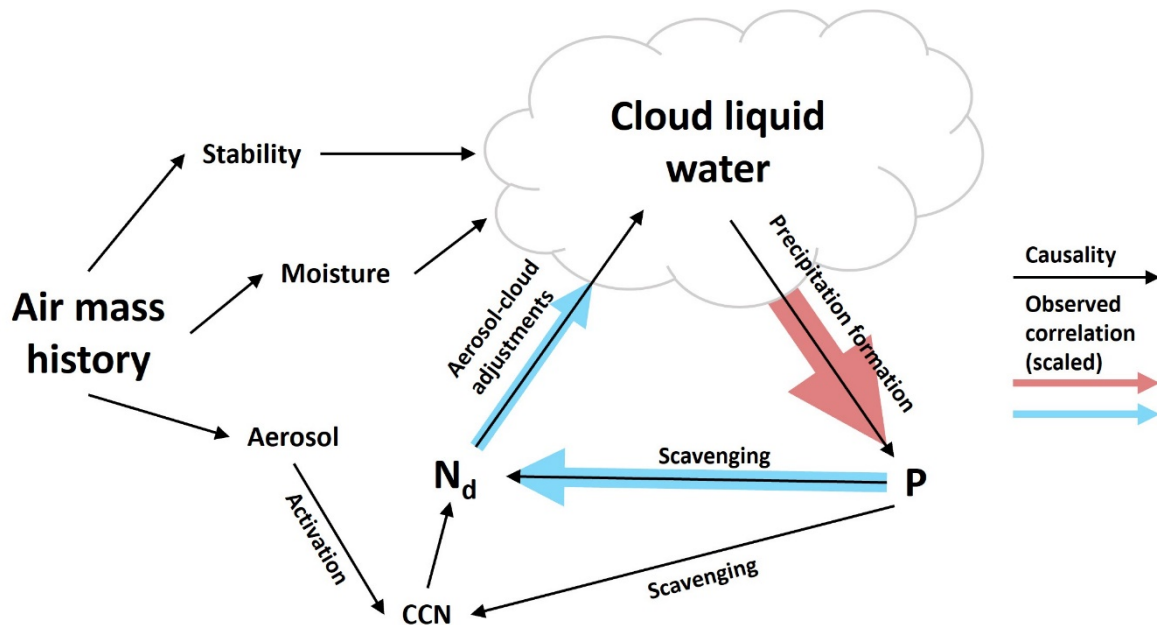 Cloud liquid
water
Stability
Moisture
Air mass
history
Aerosol
Activation
CCN
N_d
Aerosol-cloud
adjustments
Precipitation formation
Scavenging
P
Scavenging
Causality
Observed
correlation
(scaled)